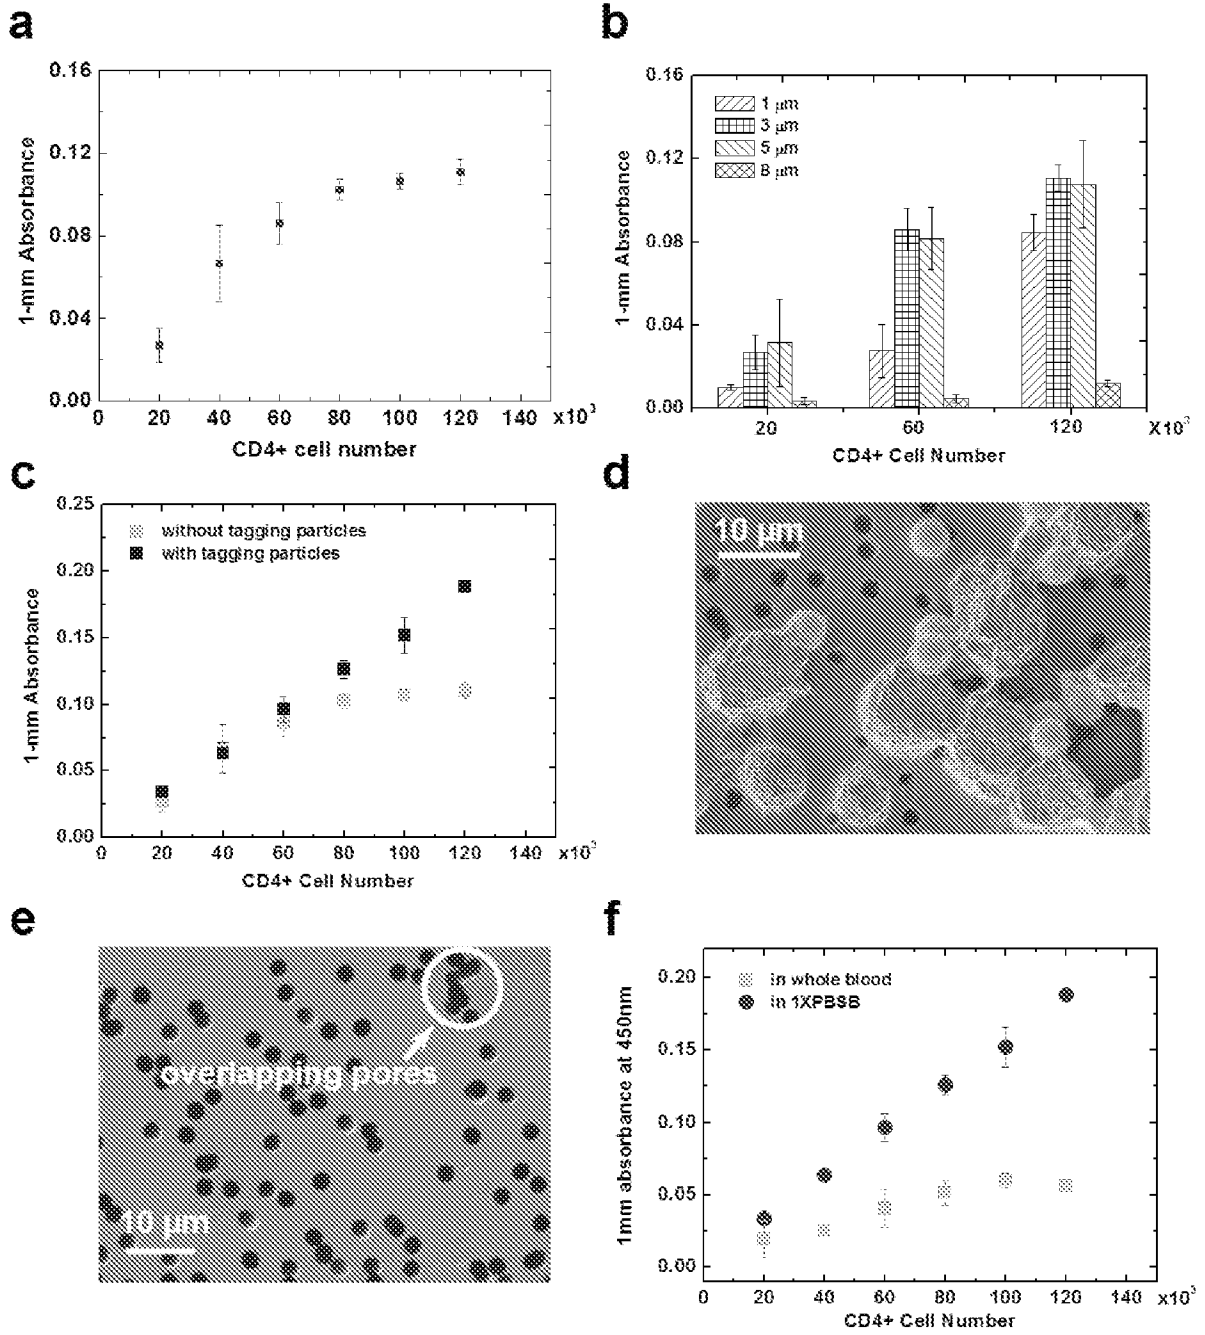 a
0.16
0.12
0.08
0.04
0.00
1-mm Absorbance
0 20 40 60 80 100 120 140 x10³
CD4+ cell number
b
0.16
0.12
0.08
0.04
0.00
1-mm Absorbance
1 μm
3 μm
5 μm
8 μm
20 60 120 X10³
CD4+ Cell Number
c
0.25
0.20
0.15
0.10
0.05
0.00
1-mm Absorbance
without tagging particles
with tagging particles
0 20 40 60 80 100 120 140 x10³
CD4+ Cell Number
d
10 μm
e
overlapping pores
10 μm
f
0.20
0.15
0.10
0.05
0.00
1mm absorbance at 450nm
in whole blood
in 1XPBSB
0 20 40 60 80 100 120 140 x10³
CD4+ Cell Number